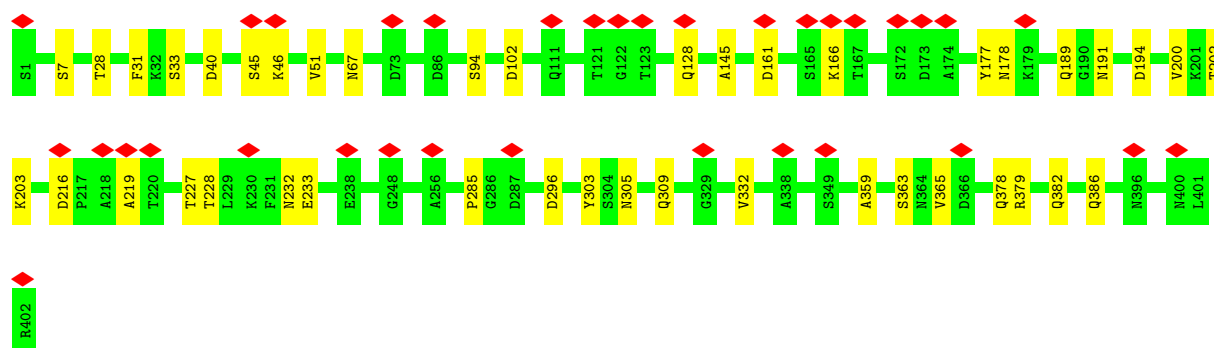 S1 S7 T28 F31 K32 S33 D40 S45 K46 V51 N67 D73 D86 S94 D102 Q111 T121 G122 T123 Q128 A145 D161 S165 K166 T167 S172 D173 A174 Y177 N178 K179 Q189 G190 N191 D194 V200 K201 T202
K203 D216 P217 A218 A219 T220 T227 T228 L229 K230 F231 N232 E233 E238 G248 A256 P285 G286 D287 D296 Y303 S304 N305 Q309 G329 V332 A338 S349 A359 S363 N364 V365 D366 Q378 R379 Q382 Q386 N396 N400 L401
R402